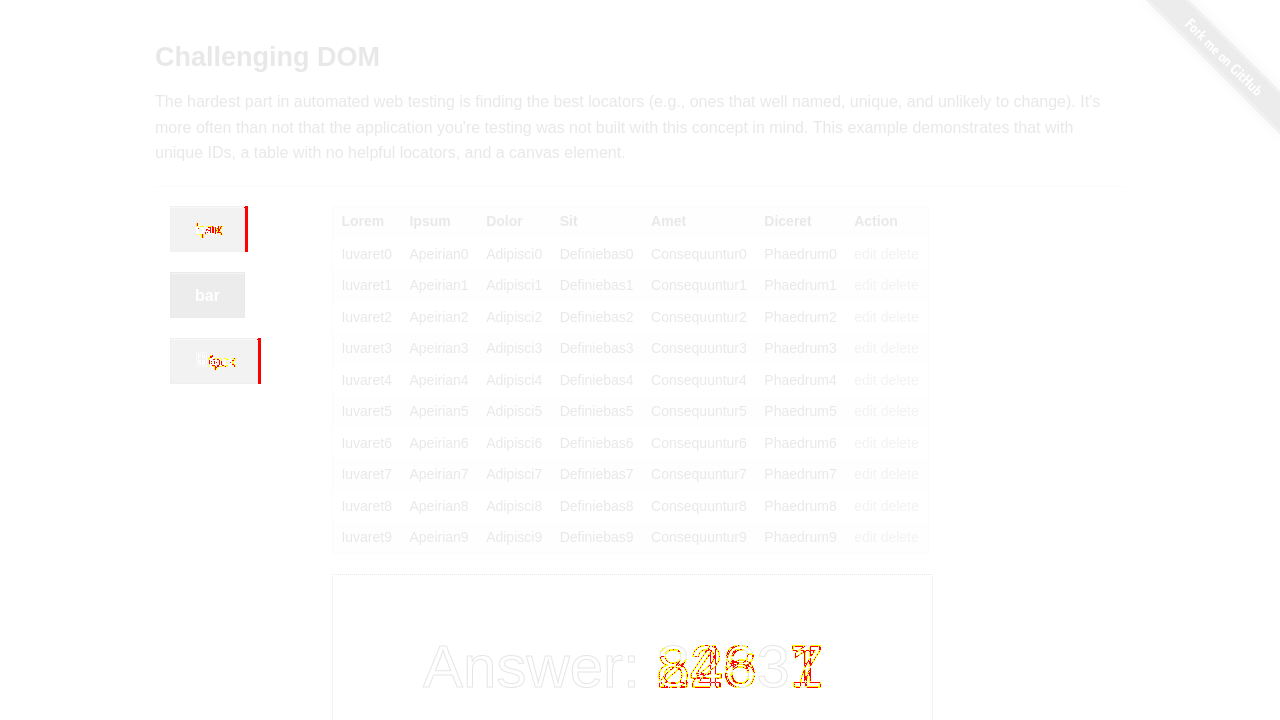 Fork me on GitHub
Challenging DOM
The hardest part in automated web testing is finding the best locators (e.g., ones that well named, unique, and unlikely to change). It's
more often than not that the application you're testing was not built with this concept in mind. This example demonstrates that with
unique IDs, a table with no helpful locators, and a canvas element.
bar
Lorem Ipsum Dolor Sit Amet Diceret Action
Iuvaret0 Apeirian0 Adipisci0 Definiebas0 Consequuntur0 Phaedrum0 edit delete
Iuvaret1 Apeirian1 Adipisci1 Definiebas1 Consequuntur1 Phaedrum1 edit delete
Iuvaret2 Apeirian2 Adipisci2 Definiebas2 Consequuntur2 Phaedrum2 edit delete
Iuvaret3 Apeirian3 Adipisci3 Definiebas3 Consequuntur3 Phaedrum3 edit delete
Iuvaret4 Apeirian4 Adipisci4 Definiebas4 Consequuntur4 Phaedrum4 edit delete
Iuvaret5 Apeirian5 Adipisci5 Definiebas5 Consequuntur5 Phaedrum5 edit delete
Iuvaret6 Apeirian6 Adipisci6 Definiebas6 Consequuntur6 Phaedrum6 edit delete
Iuvaret7 Apeirian7 Adipisci7 Definiebas7 Consequuntur7 Phaedrum7 edit delete
Iuvaret8 Apeirian8 Adipisci8 Definiebas8 Consequuntur8 Phaedrum8 edit delete
Iuvaret9 Apeirian9 Adipisci9 Definiebas9 Consequuntur9 Phaedrum9 edit delete
Answer: